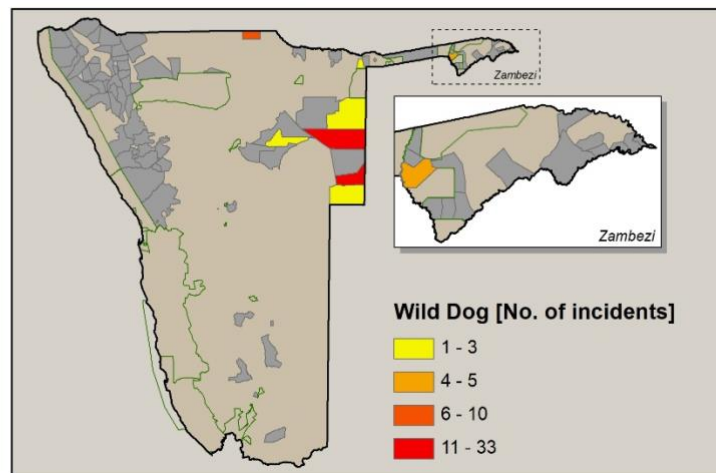 Zambezi
Zambezi
Wild Dog [No. of incidents]
1 - 3
4 - 5
6 - 10
11 - 33